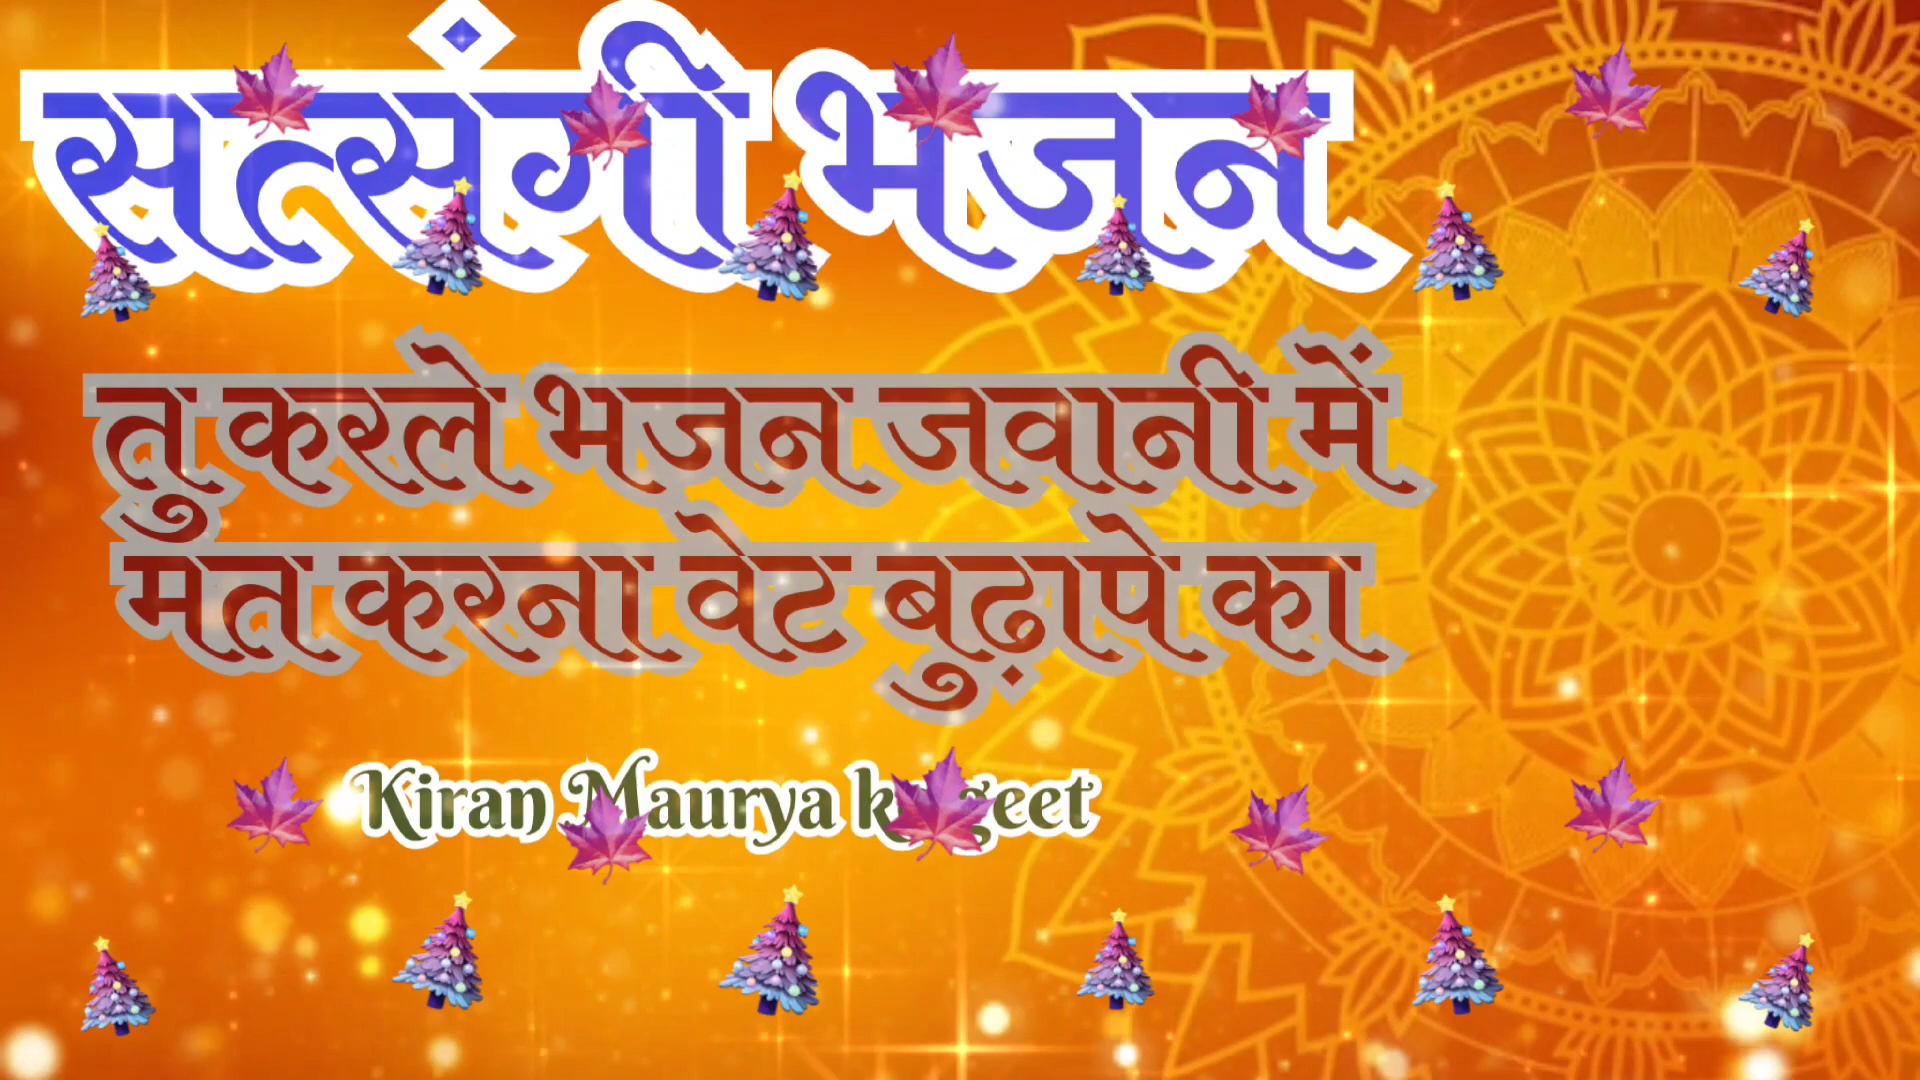 सत्संगी भजन
तु करले भजन जवानी में
मत करना वेट बुढ़ापे का
Kiran Maurya